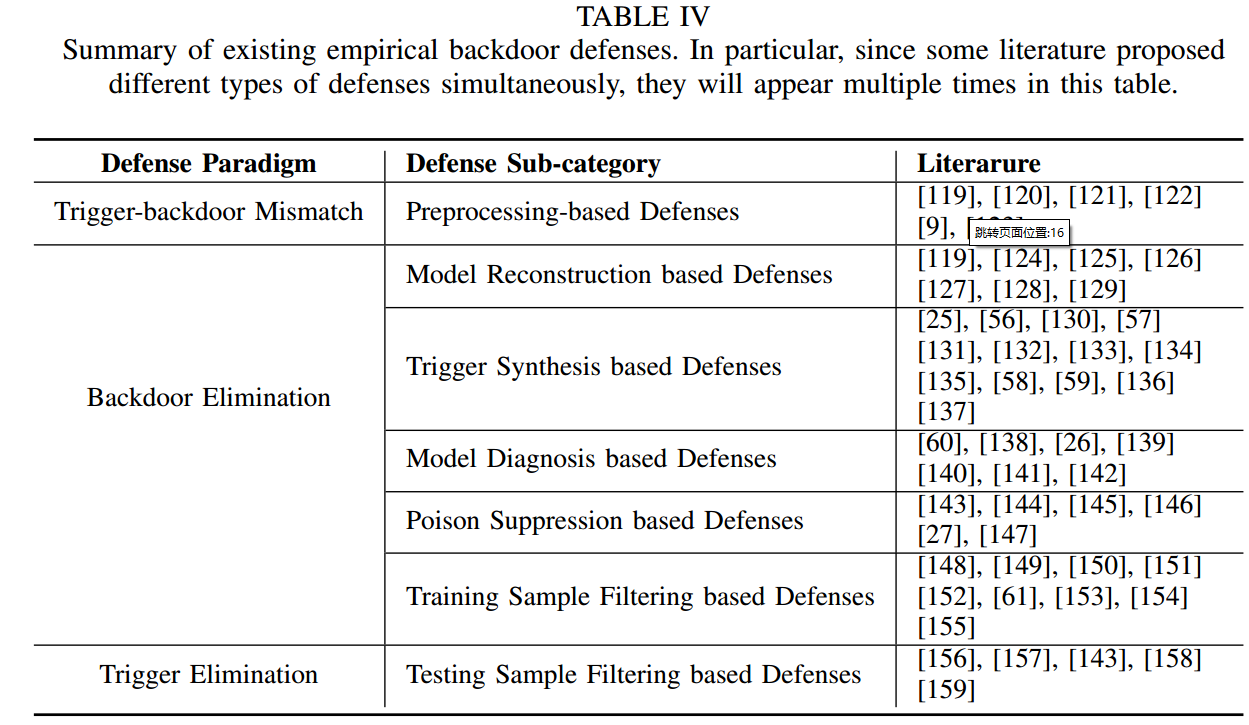 TABLE IV
Summary of existing empirical backdoor defenses. In particular, since some literature proposed
different types of defenses simultaneously, they will appear multiple times in this table.
Defense Paradigm Defense Sub-category Literarure
Trigger-backdoor Mismatch Preprocessing-based Defenses [119], [120], [121], [122]
[9],
跳转页面位置:16
Backdoor Elimination
Model Reconstruction based Defenses [119], [124], [125], [126]
[127], [128], [129]
Trigger Synthesis based Defenses [25], [56], [130], [57]
[131], [132], [133], [134]
[135], [58], [59], [136]
[137]
Model Diagnosis based Defenses [60], [138], [26], [139]
[140], [141], [142]
Poison Suppression based Defenses [143], [144], [145], [146]
[27], [147]
Training Sample Filtering based Defenses [148], [149], [150], [151]
[152], [61], [153], [154]
[155]
Trigger Elimination Testing Sample Filtering based Defenses [156], [157], [143], [158]
[159]